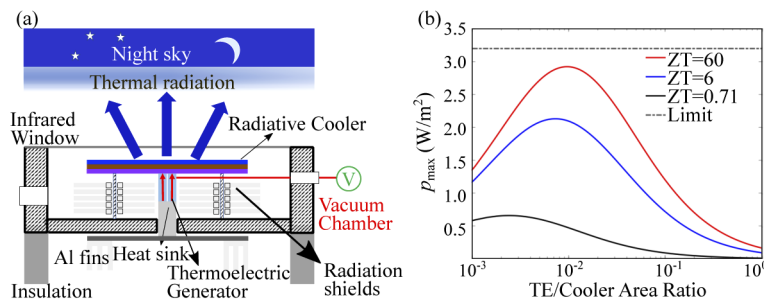 (a)
Night sky
Thermal radiation
Infrared
Window
Radiative Cooler
V
Vacuum
Chamber
Al fins
Heat sink
Thermoelectric
Generator
Radiation
shields
Insulation
(b)
3.5
3.0
2.5
2.0
1.5
1.0
0.5
p_max (W/m²)
ZT=60
ZT=6
ZT=0.71
Limit
10⁻³
10⁻²
10⁻¹
10⁰
TE/Cooler Area Ratio